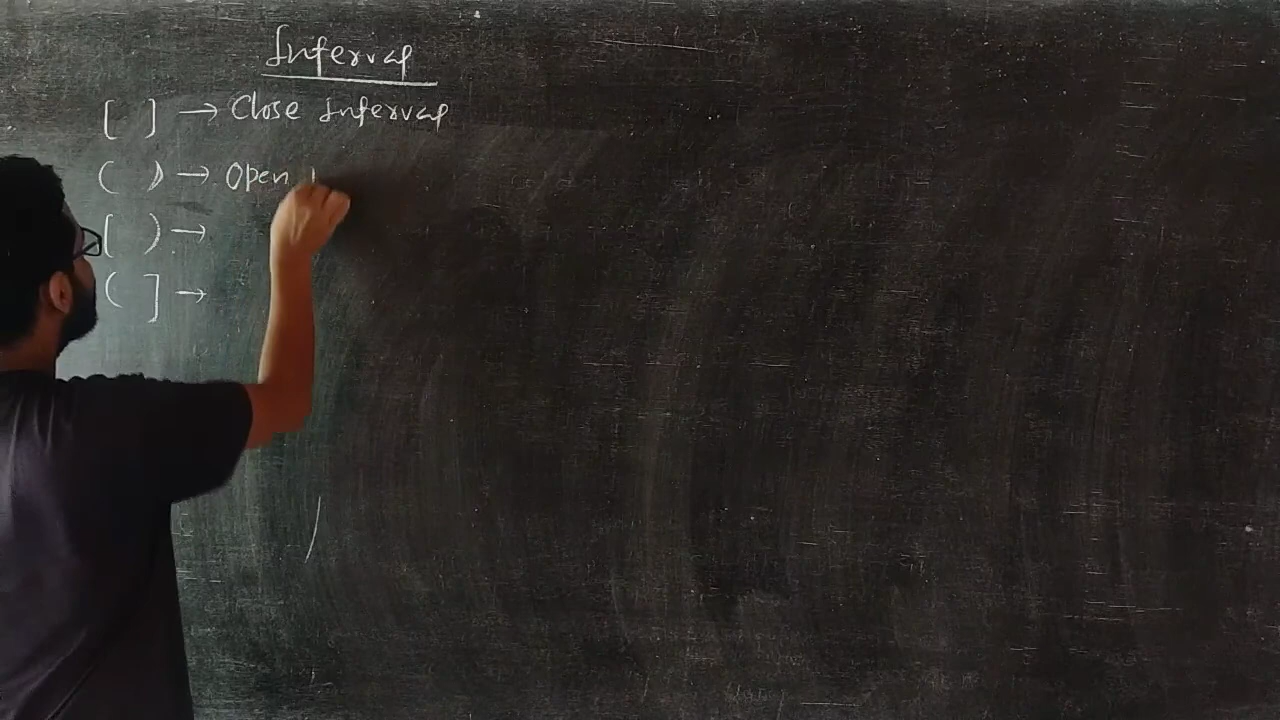 Interval
[ ] → Close Interval
( ) → Open
[ ) →
( ] →